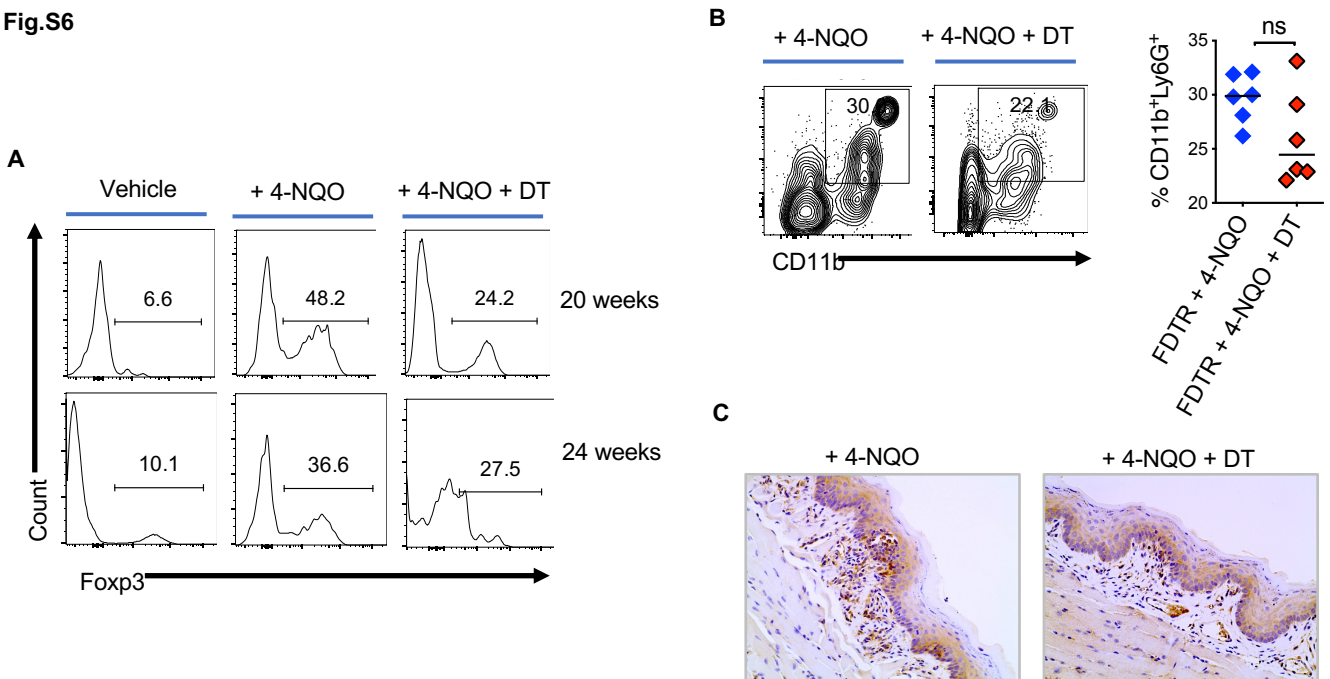 Fig.S6
A
Vehicle
+ 4-NQO
+ 4-NQO + DT
6.6
48.2
24.2
20 weeks
10.1
36.6
27.5
24 weeks
Count
Foxp3
B
+ 4-NQO
+ 4-NQO + DT
30
22.1
CD11b
ns
% CD11b⁺Ly6G⁺
35
30
25
20
FDTR + 4-NQO
FDTR + 4-NQO + DT
C
+ 4-NQO
+ 4-NQO + DT